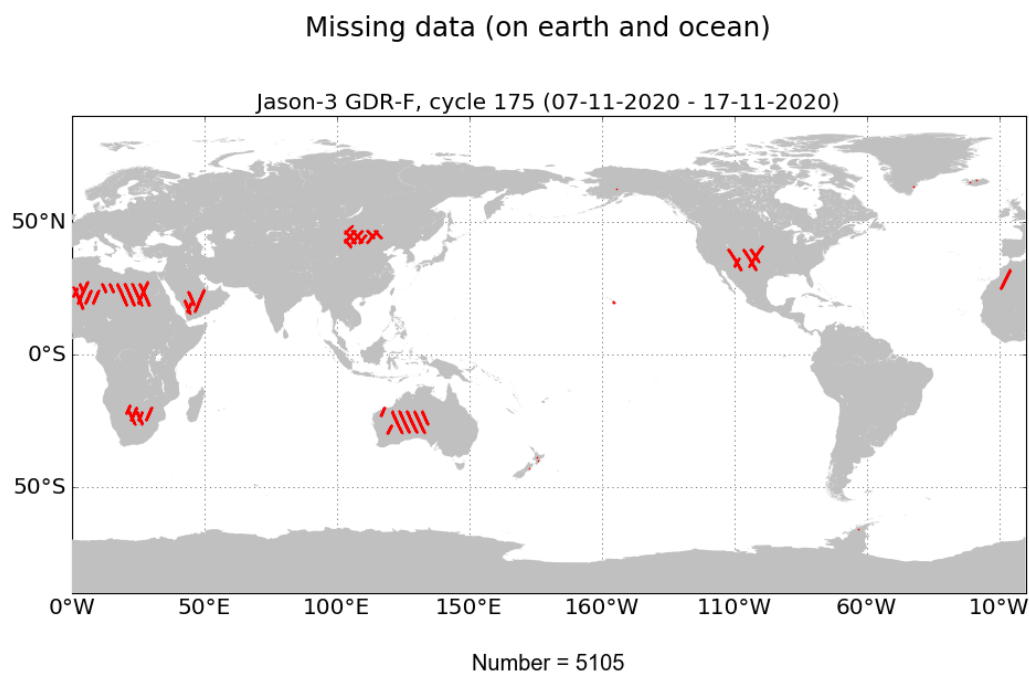 Missing data (on earth and ocean)
Jason-3 GDR-F, cycle 175 (07-11-2020 - 17-11-2020)
50°N
0°S
50°S
0°W 50°E 100°E 150°E 160°W 110°W 60°W 10°W
Number = 5105